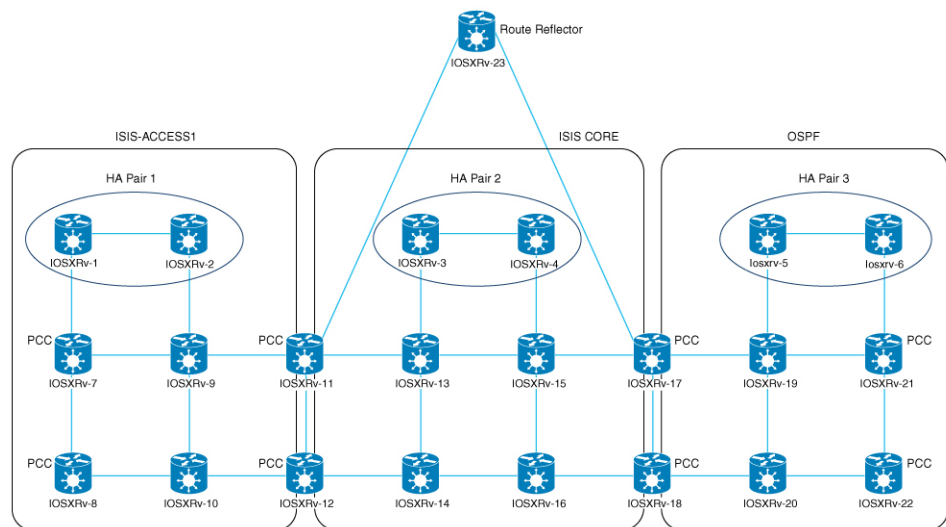 Route Reflector
IOSXRv-23
ISIS-ACCESS1
ISIS CORE
OSPF
HA Pair 1
HA Pair 2
HA Pair 3
IOSXRv-1
IOSXRv-2
IOSXRv-3
IOSXRv-4
Iosxrv-5
Iosxrv-6
PCC
PCC
PCC
PCC
IOSXRv-7
IOSXRv-9
IOSXRv-11
IOSXRv-13
IOSXRv-15
IOSXRv-17
IOSXRv-19
IOSXRv-21
PCC
PCC
PCC
PCC
IOSXRv-8
IOSXRv-10
IOSXRv-12
IOSXRv-14
IOSXRv-16
IOSXRv-18
IOSXRv-20
IOSXRv-22